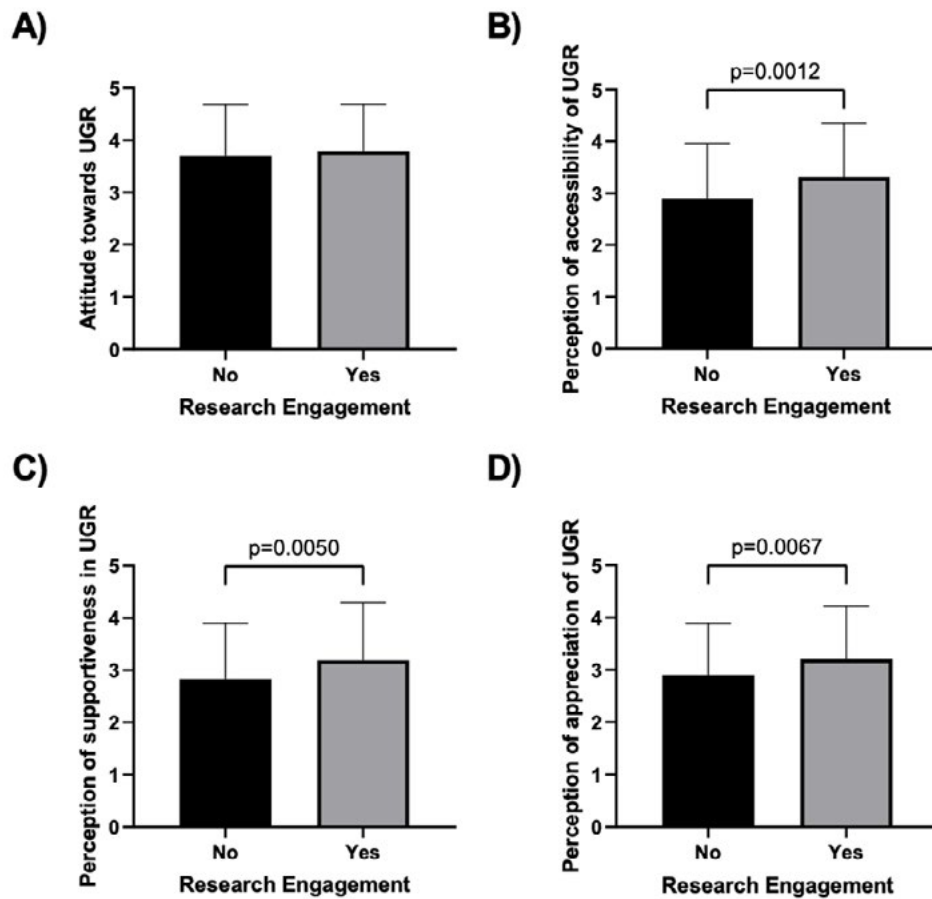 A)
Attitude towards UGR
5
4
3
2
1
0
No
Yes
Research Engagement
B)
Perception of accessibility of UGR
p=0.0012
5
4
3
2
1
0
No
Yes
Research Engagement
C)
Perception of supportiveness in UGR
p=0.0050
5
4
3
2
1
0
No
Yes
Research Engagement
D)
Perception of appreciation of UGR
p=0.0067
5
4
3
2
1
0
No
Yes
Research Engagement